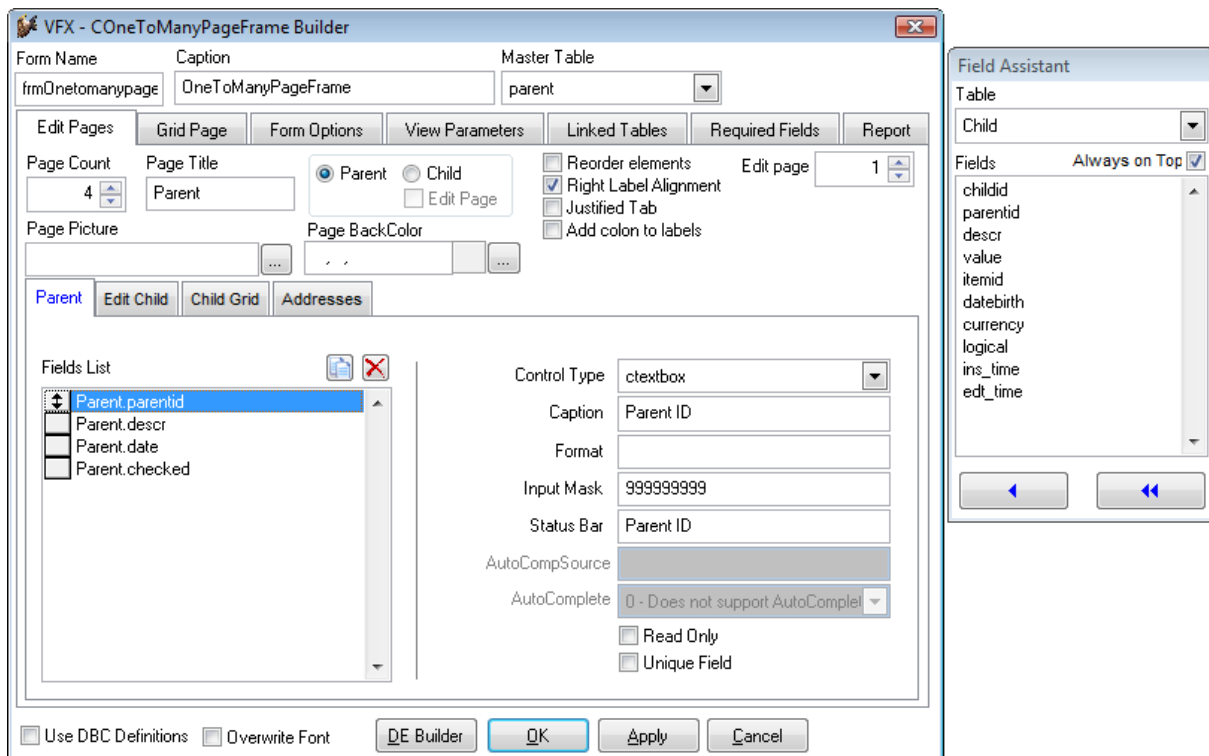 VFX - COneToManyPageFrame Builder
Form Name Caption Master Table
frmOnetomanypage OneToManyPageFrame parent
Edit Pages Grid Page Form Options View Parameters Linked Tables Required Fields Report
Page Count Page Title Parent Child Reorder elements Edit page 1
4 Parent Edit Page Right Label Alignment
Justified Tab
Page Picture Page BackColor Add colon to labels
... , , ...
Parent Edit Child Child Grid Addresses
Fields List
Parent.parentid
Parent.descr
Parent.date
Parent.checked
Control Type ctextbox
Caption Parent ID
Format
Input Mask 999999999
Status Bar Parent ID
AutoCompSource
AutoComplete 0 - Does not support AutoComplet
Read Only
Unique Field
Use DBC Definitions Overwrite Font DE Builder OK Apply Cancel
Field Assistant
Table
Child
Fields Always on Top
childid
parentid
descr
value
itemid
datebirth
currency
logical
ins_time
edt_time